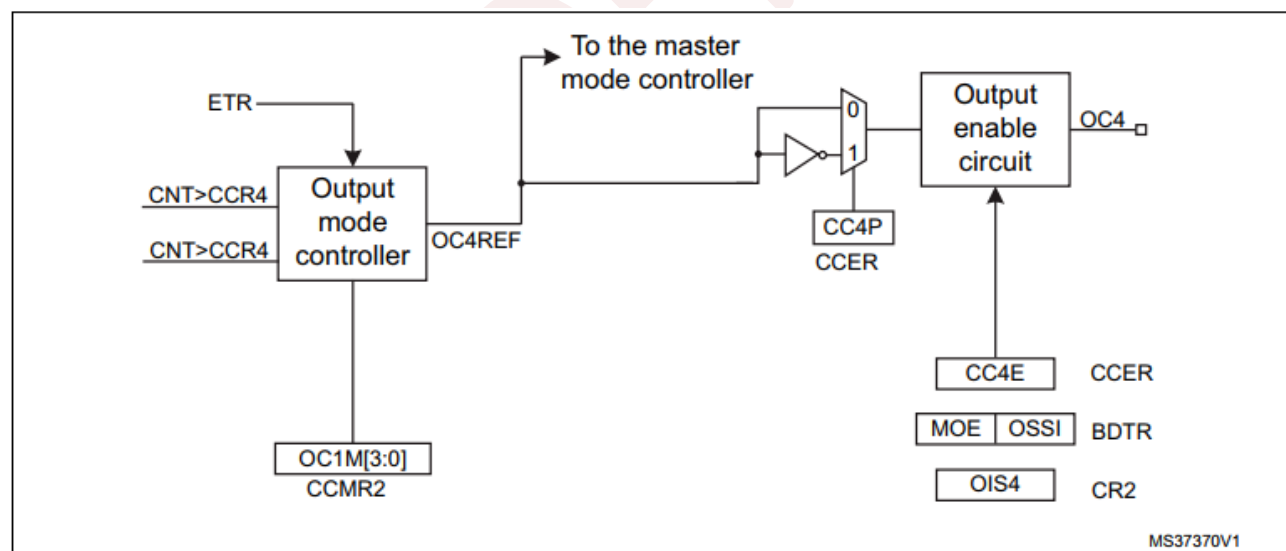 To the master
mode controller
ETR
CNT>CCR4
CNT>CCR4
Output
mode
controller
OC4REF
OC1M[3:0]
CCMR2
0
1
CC4P
CCER
Output
enable
circuit
OC4
CC4E CCER
MOE OSSI BDTR
OIS4 CR2
MS37370V1